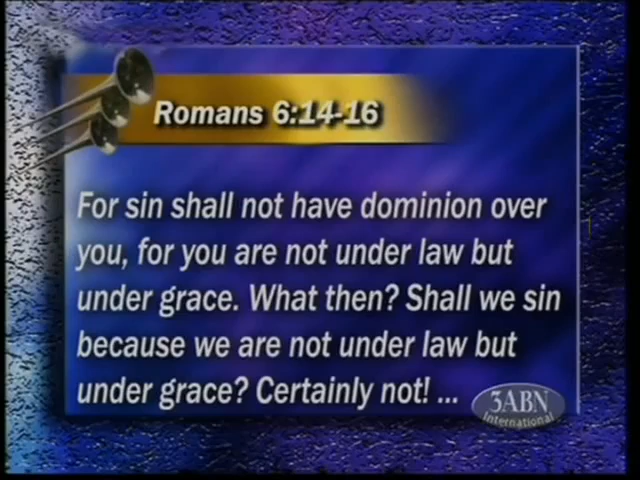 Romans 6:14-16
For sin shall not have dominion over
you, for you are not under law but
under grace. What then? Shall we sin
because we are not under law but
under grace? Certainly not! ...
3ABN
International